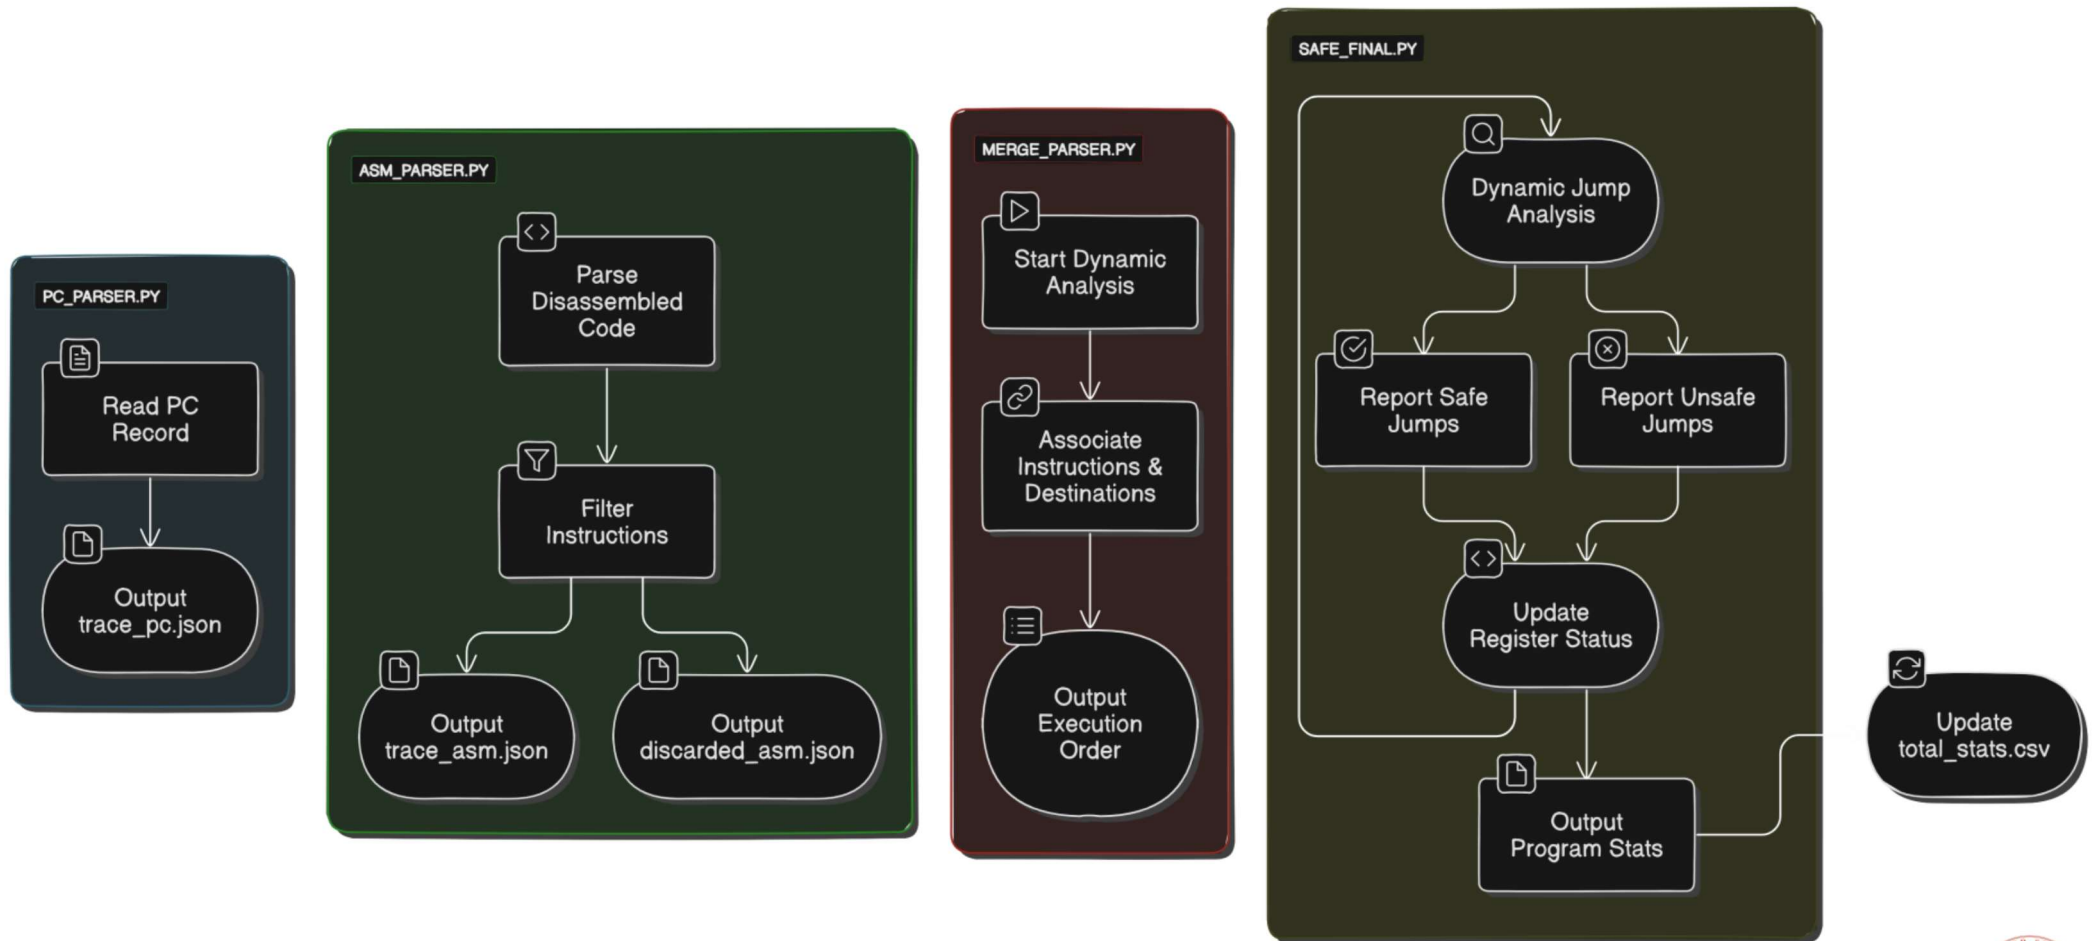 PC_PARSER.PY
Read PC
Record
Output
trace_pc.json
ASM_PARSER.PY
Parse
Disassembled
Code
Filter
Instructions
Output
trace_asm.json
Output
discarded_asm.json
MERGE_PARSER.PY
Start Dynamic
Analysis
Associate
Instructions &
Destinations
Output
Execution
Order
SAFE_FINAL.PY
Dynamic Jump
Analysis
Report Safe
Jumps
Report Unsafe
Jumps
Update
Register Status
Output
Program Stats
Update
total_stats.csv